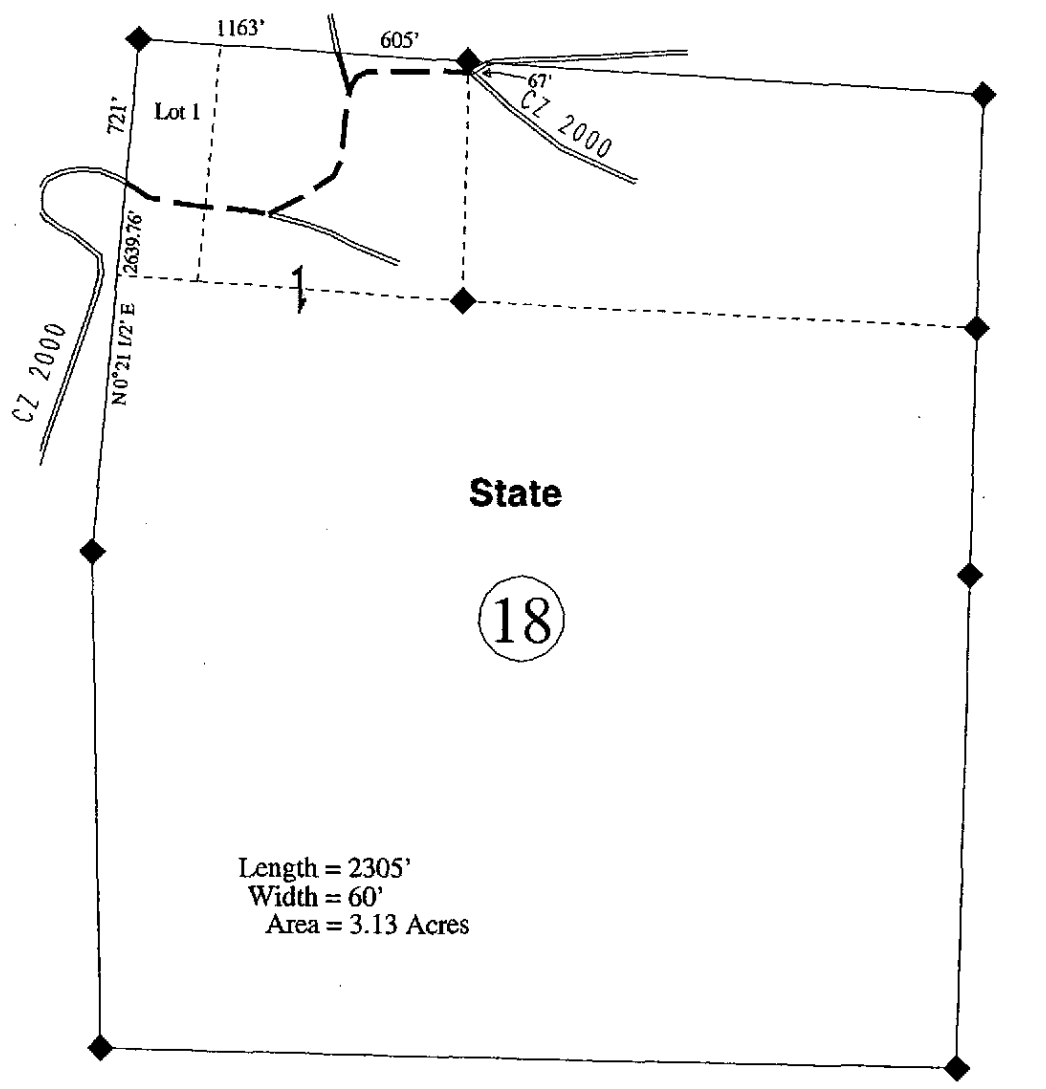 1163'
605'
67'
CZ 2000
721'
Lot 1
2639.76'
N 0°21 1/2' E
CZ 2000
State
18
Length = 2305'
Width = 60'
Area = 3.13 Acres